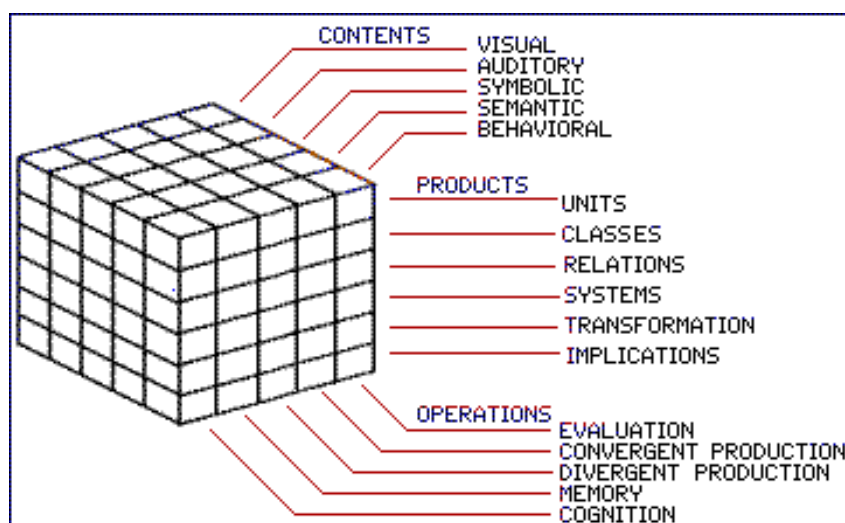 CONTENTS
VISUAL
AUDITORY
SYMBOLIC
SEMANTIC
BEHAVIORAL
PRODUCTS
UNITS
CLASSES
RELATIONS
SYSTEMS
TRANSFORMATION
IMPLICATIONS
OPERATIONS
EVALUATION
CONVERGENT PRODUCTION
DIVERGENT PRODUCTION
MEMORY
COGNITION